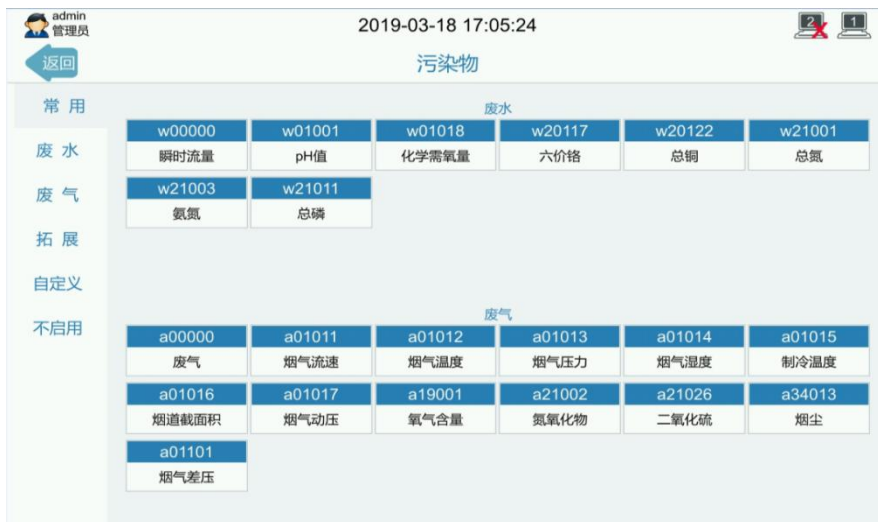 admin
管理员
2019-03-18 17:05:24
2
1
返回
污染物
常用
废水
废气
拓展
自定义
不启用
废水
w00000 w01001 w01018 w20117 w20122 w21001
瞬时流量 pH值 化学需氧量 六价铬 总铜 总氮
w21003 w21011
氨氮 总磷
废气
a00000 a01011 a01012 a01013 a01014 a01015
废气 烟气流速 烟气温度 烟气压力 烟气湿度 制冷温度
a01016 a01017 a19001 a21002 a21026 a34013
烟道截面积 烟气动压 氧气含量 氮氧化物 二氧化硫 烟尘
a01101
烟气差压